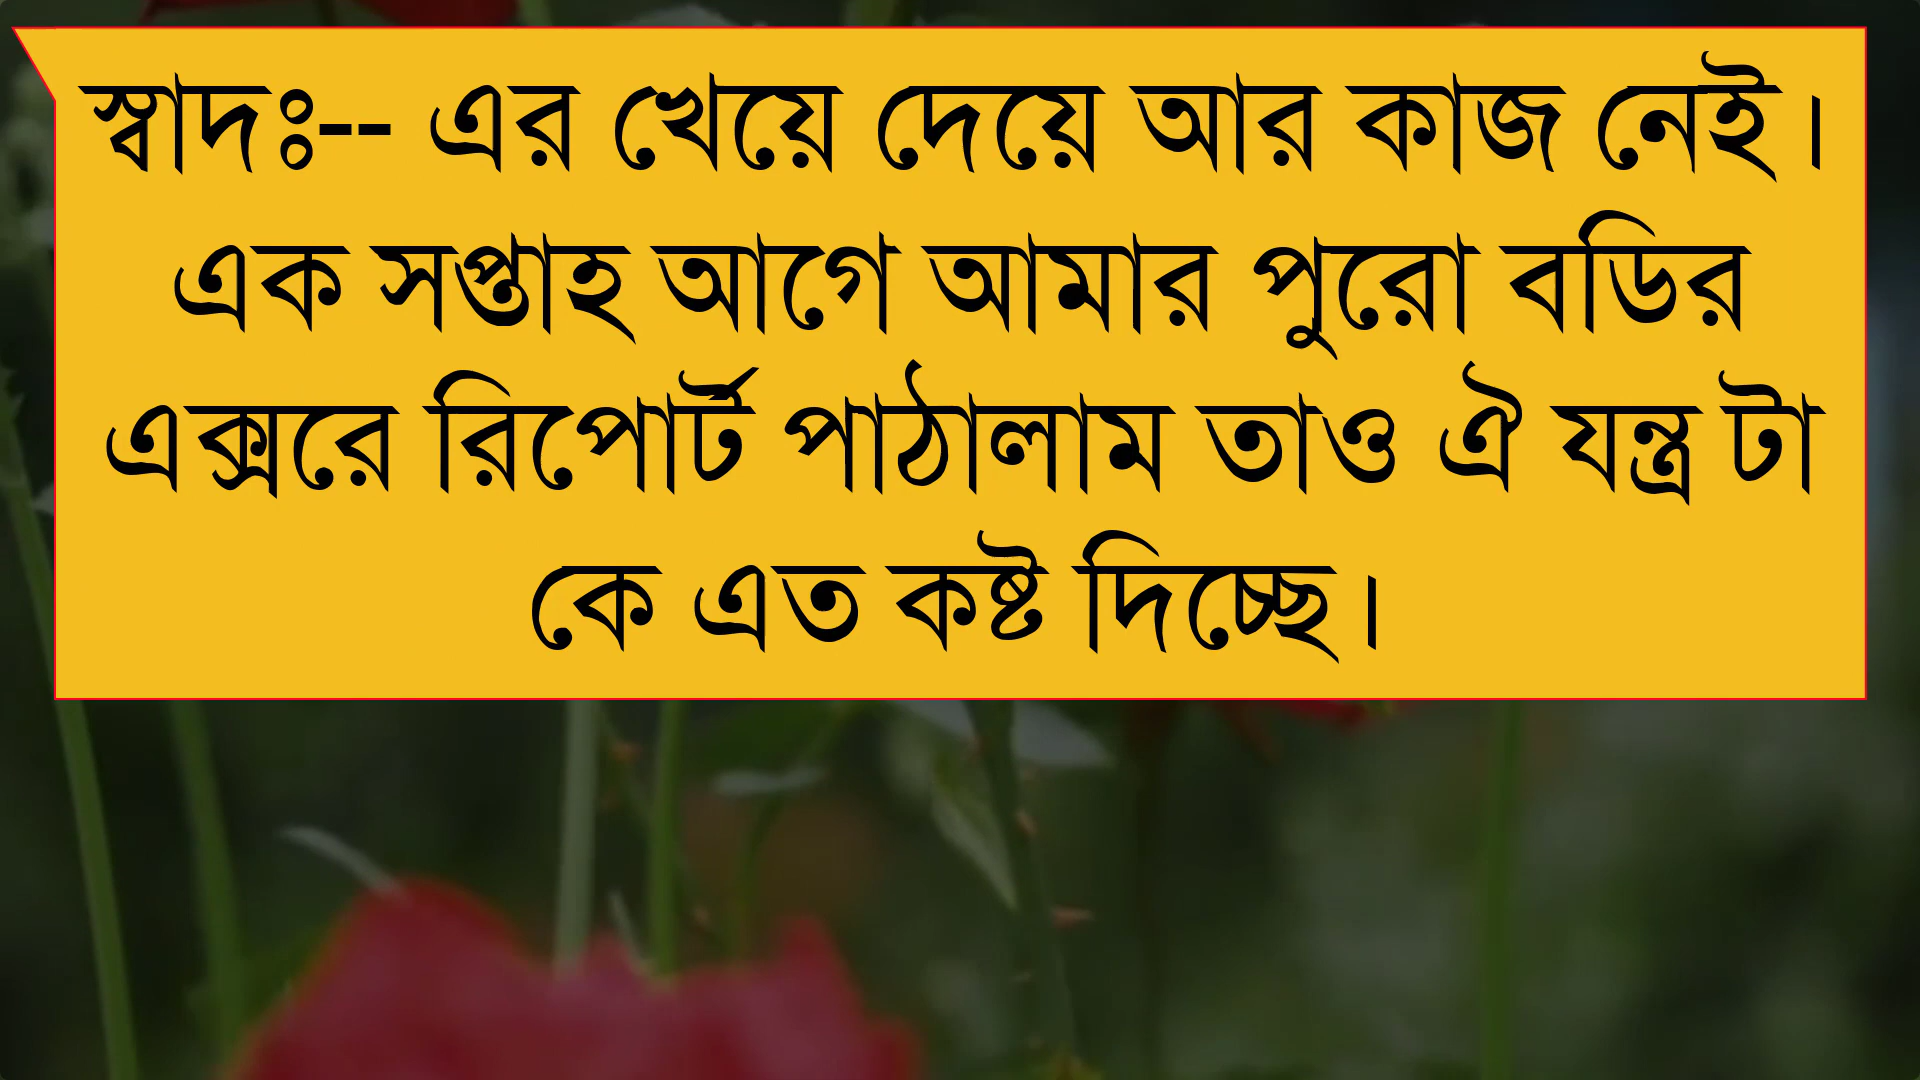 স্বাদঃ-- এর খেয়ে দেয়ে আর কাজ নেই।
এক সপ্তাহ আগে আমার পুরো বডির
এক্সরে রিপোর্ট পাঠালাম তাও ঐ যন্ত্র টা
কে এত কষ্ট দিচ্ছে।